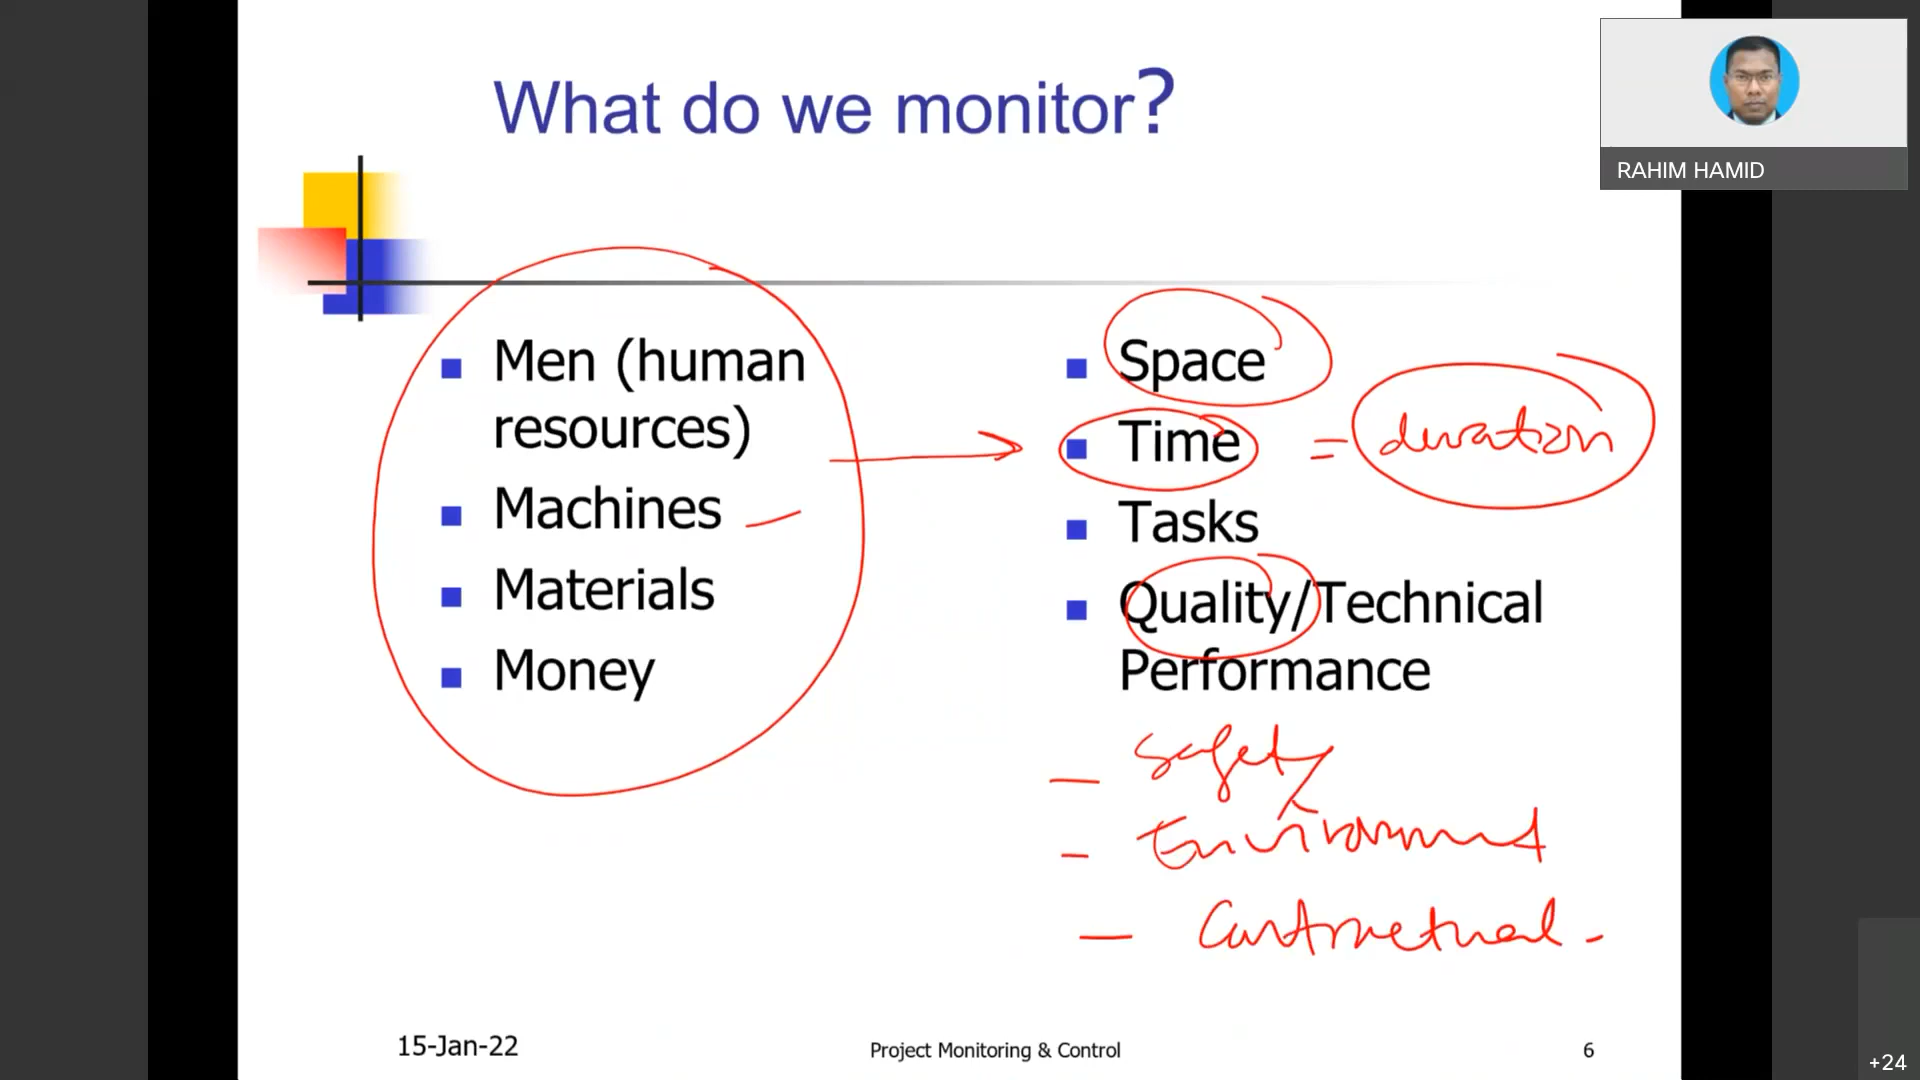 What do we monitor?
RAHIM HAMID
Men (human
resources)
Machines
Materials
Money
Space
Time = duration
Tasks
Quality/Technical
Performance
- Safety
- Environment
- Contractual -
15-Jan-22
Project Monitoring & Control
6
+24